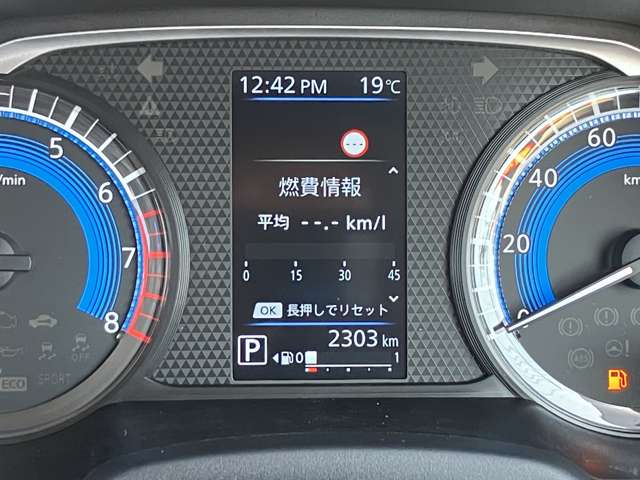 12:42 PM 19℃
---
燃費情報
平均 --.- km/l
0 15 30 45
OK 長押しでリセット
2303 km
P 0 1
5
6
7
8
/min
OFF
ECO SPORT
60
40
20
0
km
ABS